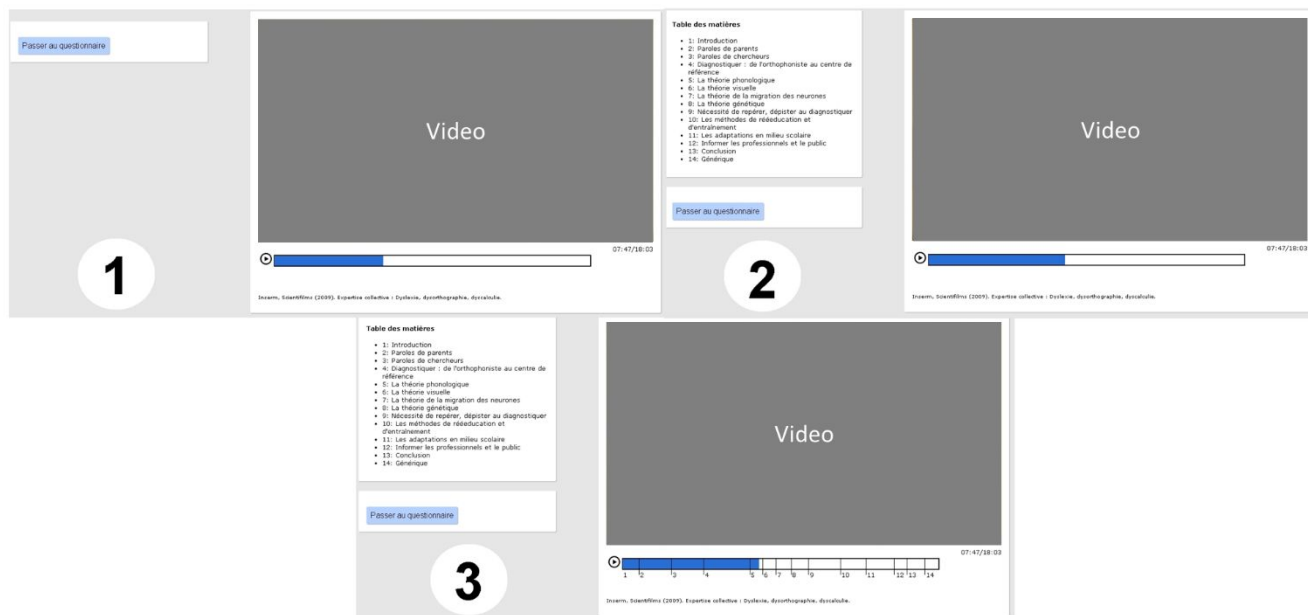 Passer au questionnaire
Video
07:47/18:03
Inserm, Scientifilms (2009). Expertise collective : Dyslexie, dysorthographie, dyscalculie.
1
Table des matières
• 1: Introduction
• 2: Paroles de parents
• 3: Paroles de chercheurs
• 4: Diagnostiquer : de l'orthophoniste au centre de
référence
• 5: La théorie phonologique
• 6: La théorie visuelle
• 7: La théorie de la migration des neurones
• 8: La théorie génétique
• 9: Nécessité de repérer, dépister au diagnostiquer
• 10: Les méthodes de rééducation et
d'entraînement
• 11: Les adaptations en milieu scolaire
• 12: Informer les professionnels et le public
• 13: Conclusion
• 14: Générique
Passer au questionnaire
Video
07:47/18:03
Inserm, Scientifilms (2009). Expertise collective : Dyslexie, dysorthographie, dyscalculie.
2
Table des matières
• 1: Introduction
• 2: Paroles de parents
• 3: Paroles de chercheurs
• 4: Diagnostiquer : de l'orthophoniste au centre de
référence
• 5: La théorie phonologique
• 6: La théorie visuelle
• 7: La théorie de la migration des neurones
• 8: La théorie génétique
• 9: Nécessité de repérer, dépister au diagnostiquer
• 10: Les méthodes de rééducation et
d'entraînement
• 11: Les adaptations en milieu scolaire
• 12: Informer les professionnels et le public
• 13: Conclusion
• 14: Générique
Passer au questionnaire
Video
07:47/18:03
1 2 3 4 5 6 7 8 9 10 11 12 13 14
Inserm, Scientifilms (2009). Expertise collective : Dyslexie, dysorthographie, dyscalculie.
3